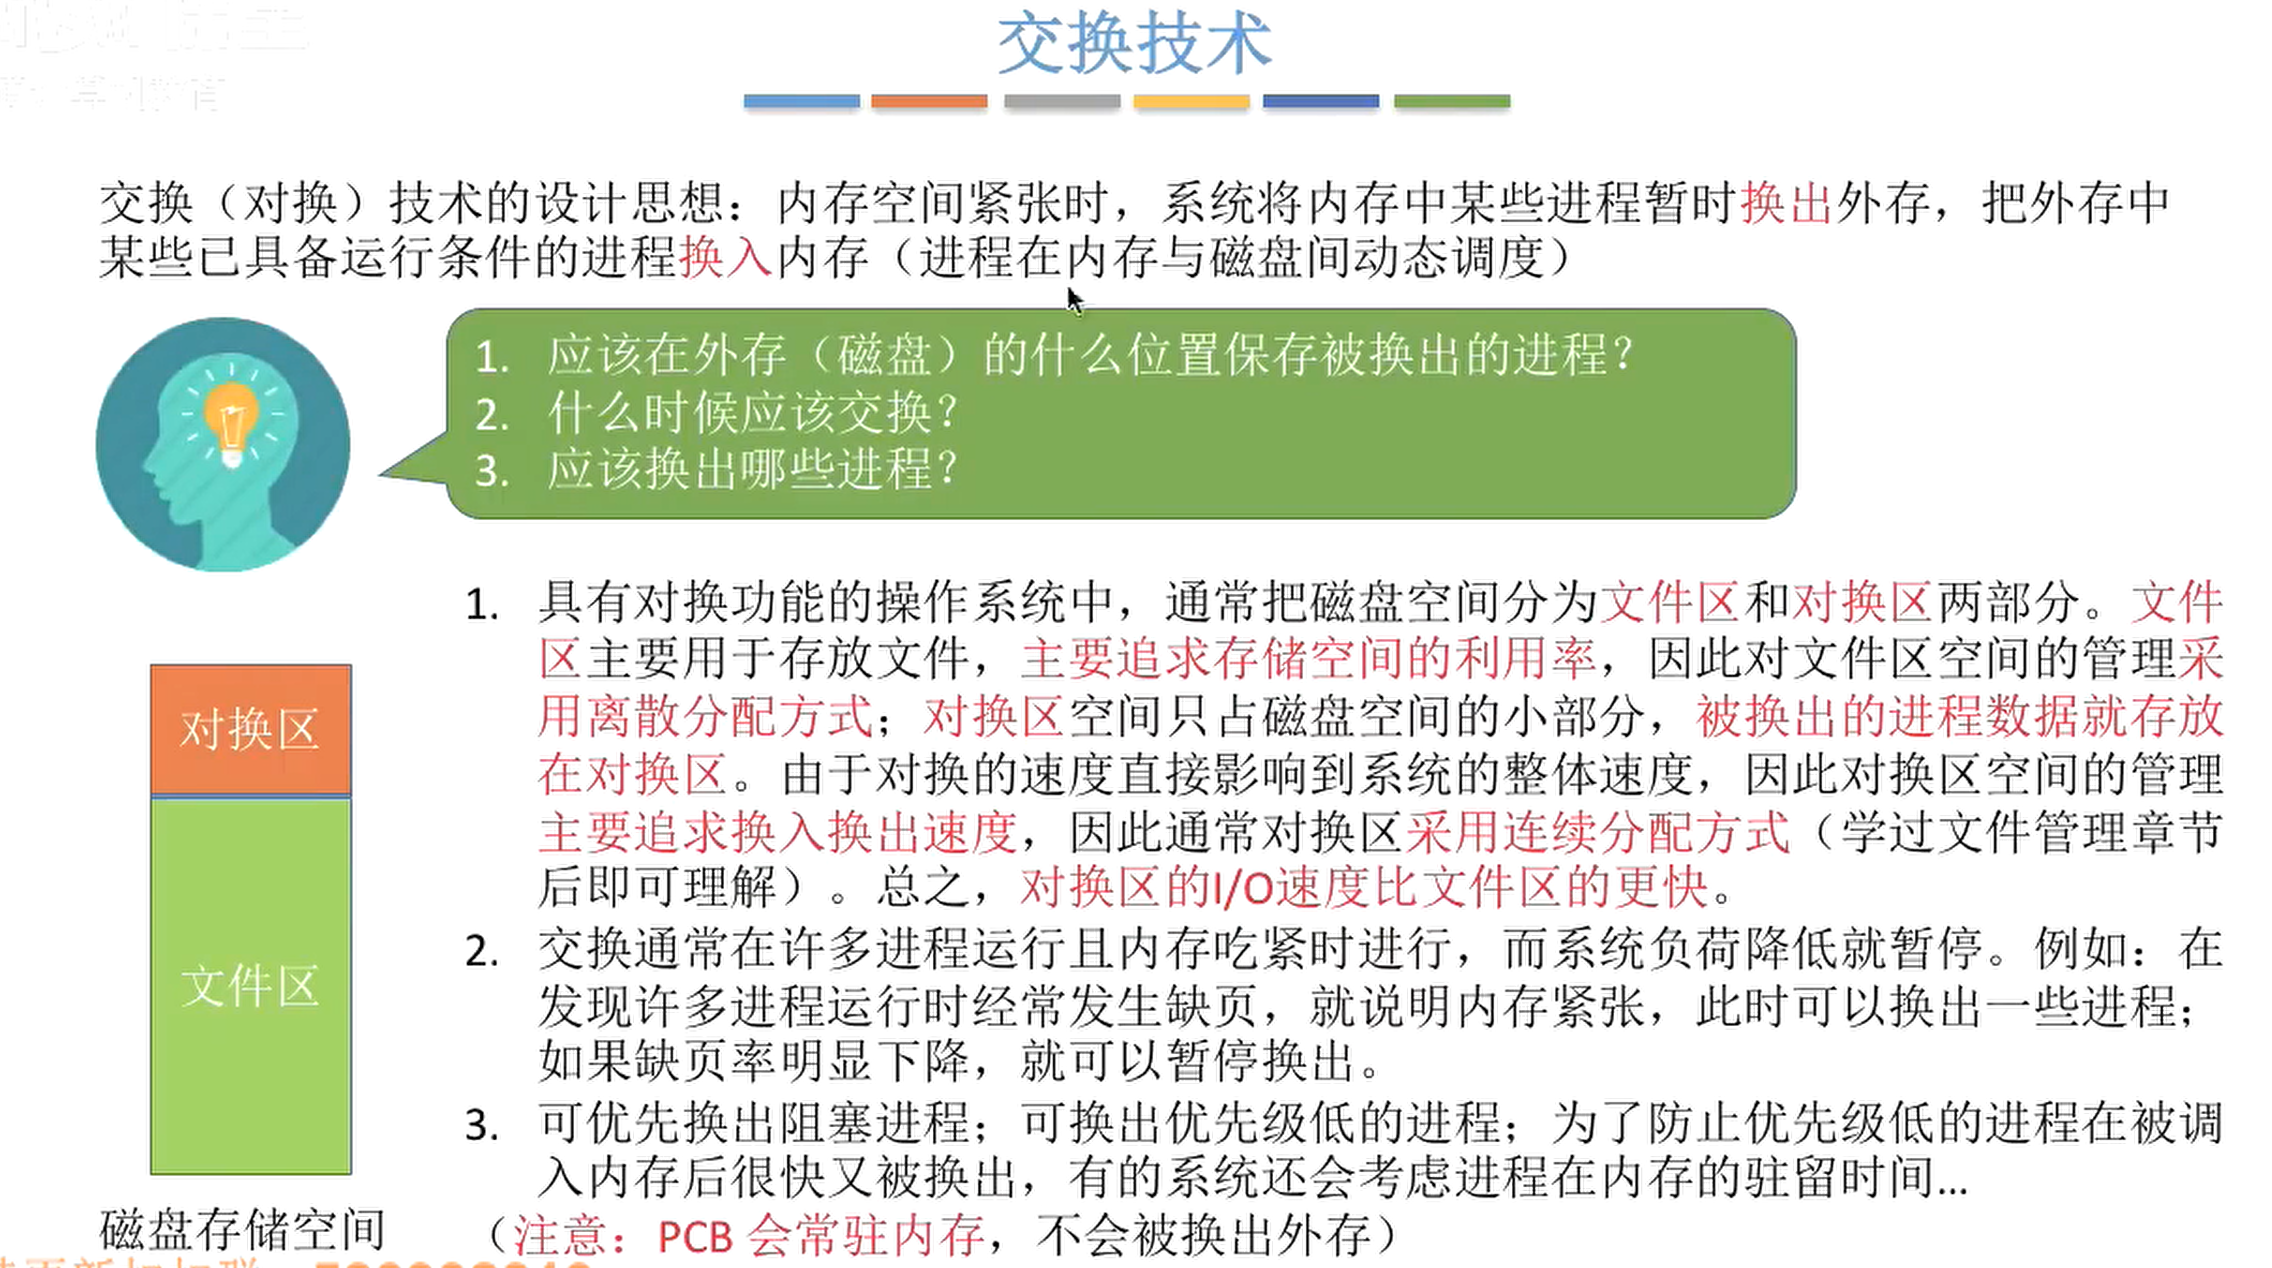 交换技术
交换（对换）技术的设计思想：内存空间紧张时，系统将内存中某些进程暂时换出外存，把外存中
某些已具备运行条件的进程换入内存（进程在内存与磁盘间动态调度）
1. 应该在外存（磁盘）的什么位置保存被换出的进程？
2. 什么时候应该交换？
3. 应该换出哪些进程？
对换区
文件区
磁盘存储空间
1. 具有对换功能的操作系统中，通常把磁盘空间分为文件区和对换区两部分。文件
区主要用于存放文件，主要追求存储空间的利用率，因此对文件区空间的管理采
用离散分配方式；对换区空间只占磁盘空间的小部分，被换出的进程数据就存放
在对换区。由于对换的速度直接影响到系统的整体速度，因此对换区空间的管理
主要追求换入换出速度，因此通常对换区采用连续分配方式（学过文件管理章节
后即可理解）。总之，对换区的I/O速度比文件区的更快。
2. 交换通常在许多进程运行且内存吃紧时进行，而系统负荷降低就暂停。例如：在
发现许多进程运行时经常发生缺页，就说明内存紧张，此时可以换出一些进程；
如果缺页率明显下降，就可以暂停换出。
3. 可优先换出阻塞进程；可换出优先级低的进程；为了防止优先级低的进程在被调
入内存后很快又被换出，有的系统还会考虑进程在内存的驻留时间…
（注意：PCB 会常驻内存，不会被换出外存）